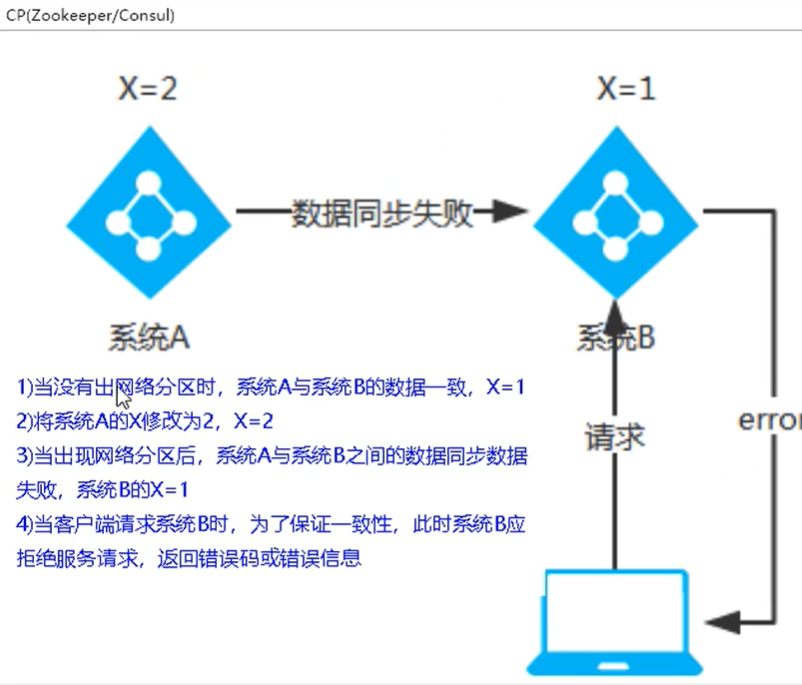 CP(Zookeeper/Consul)
X=2
X=1
数据同步失败
系统A
系统B
1)当没有出网络分区时，系统A与系统B的数据一致，X=1
2)将系统A的X修改为2，X=2
3)当出现网络分区后，系统A与系统B之间的数据同步数据
失败，系统B的X=1
4)当客户端请求系统B时，为了保证一致性，此时系统B应
拒绝服务请求，返回错误码或错误信息
请求
error